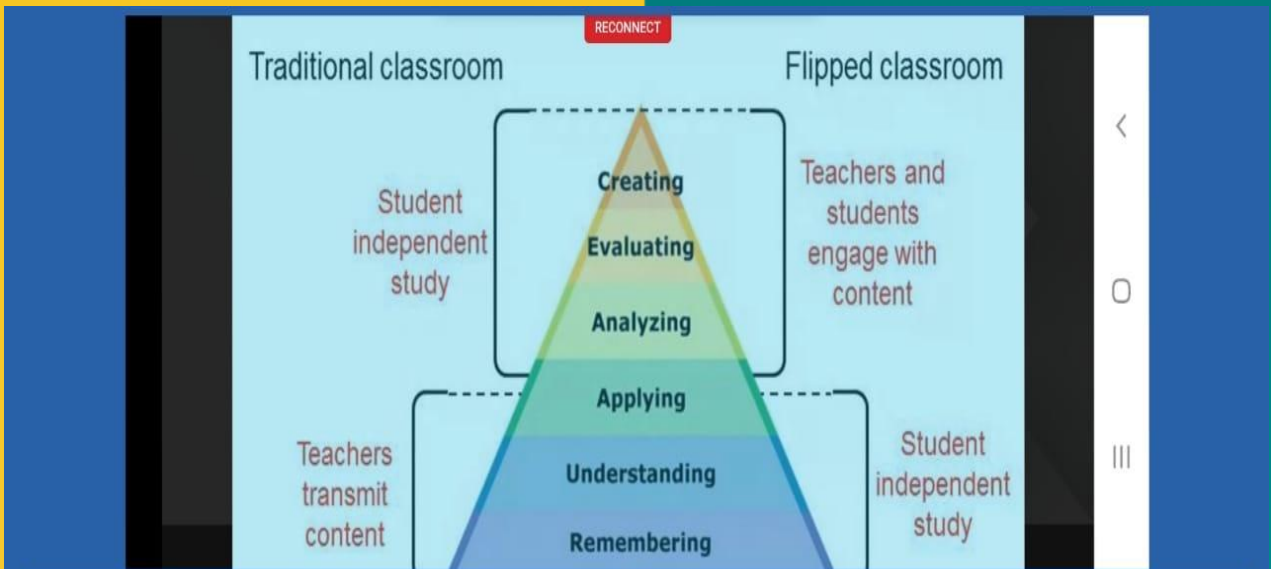 RECONNECT
Traditional classroom
Flipped classroom
Creating
Evaluating
Analyzing
Applying
Understanding
Remembering
Student
independent
study
Teachers
transmit
content
Teachers and
students
engage with
content
Student
independent
study